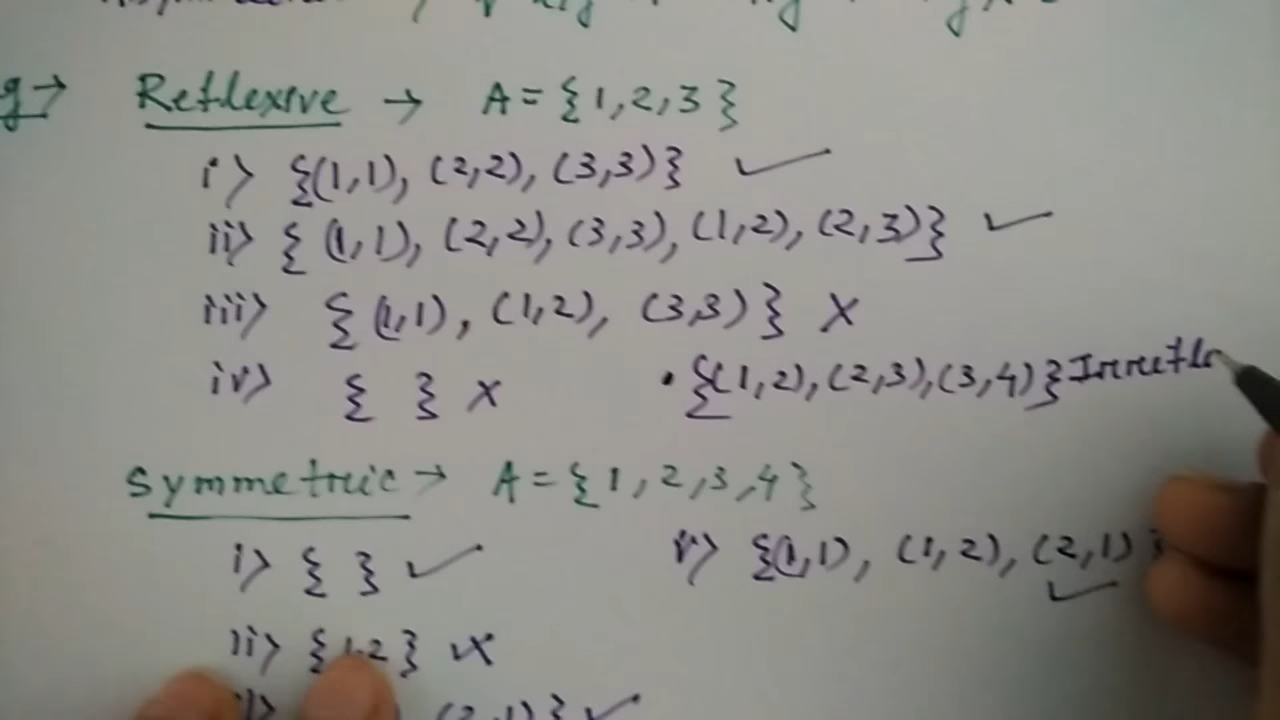 g→ Reflexive → A = {1, 2, 3}
i> {(1,1), (2,2), (3,3)} ✓
ii> {(1,1), (2,2), (3,3), (1,2), (2,3)} ✓
iii> {(1,1), (1,2), (3,3)} X
iv> { } X
• {(1,2), (2,3), (3,4)} Irrefle
Symmetric → A = {1, 2, 3, 4}
i> { } ✓
v> {(1,1), (1,2), (2,1)} ✓
ii> {1,2} X
(2,1)} ✓